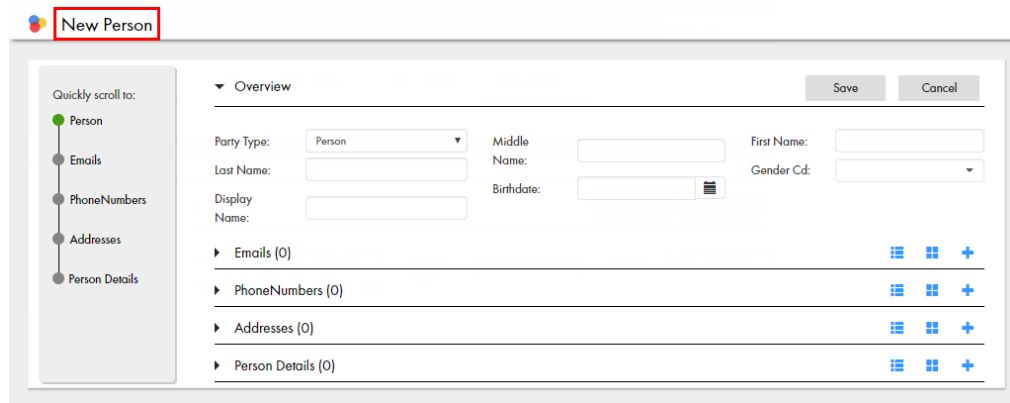 New Person
Quickly scroll to:
Person
Emails
PhoneNumbers
Addresses
Person Details
Overview
Save
Cancel
Party Type:
Person
Last Name:
Display
Name:
Middle
Name:
Birthdate:
First Name:
Gender Cd:
Emails (0)
PhoneNumbers (0)
Addresses (0)
Person Details (0)